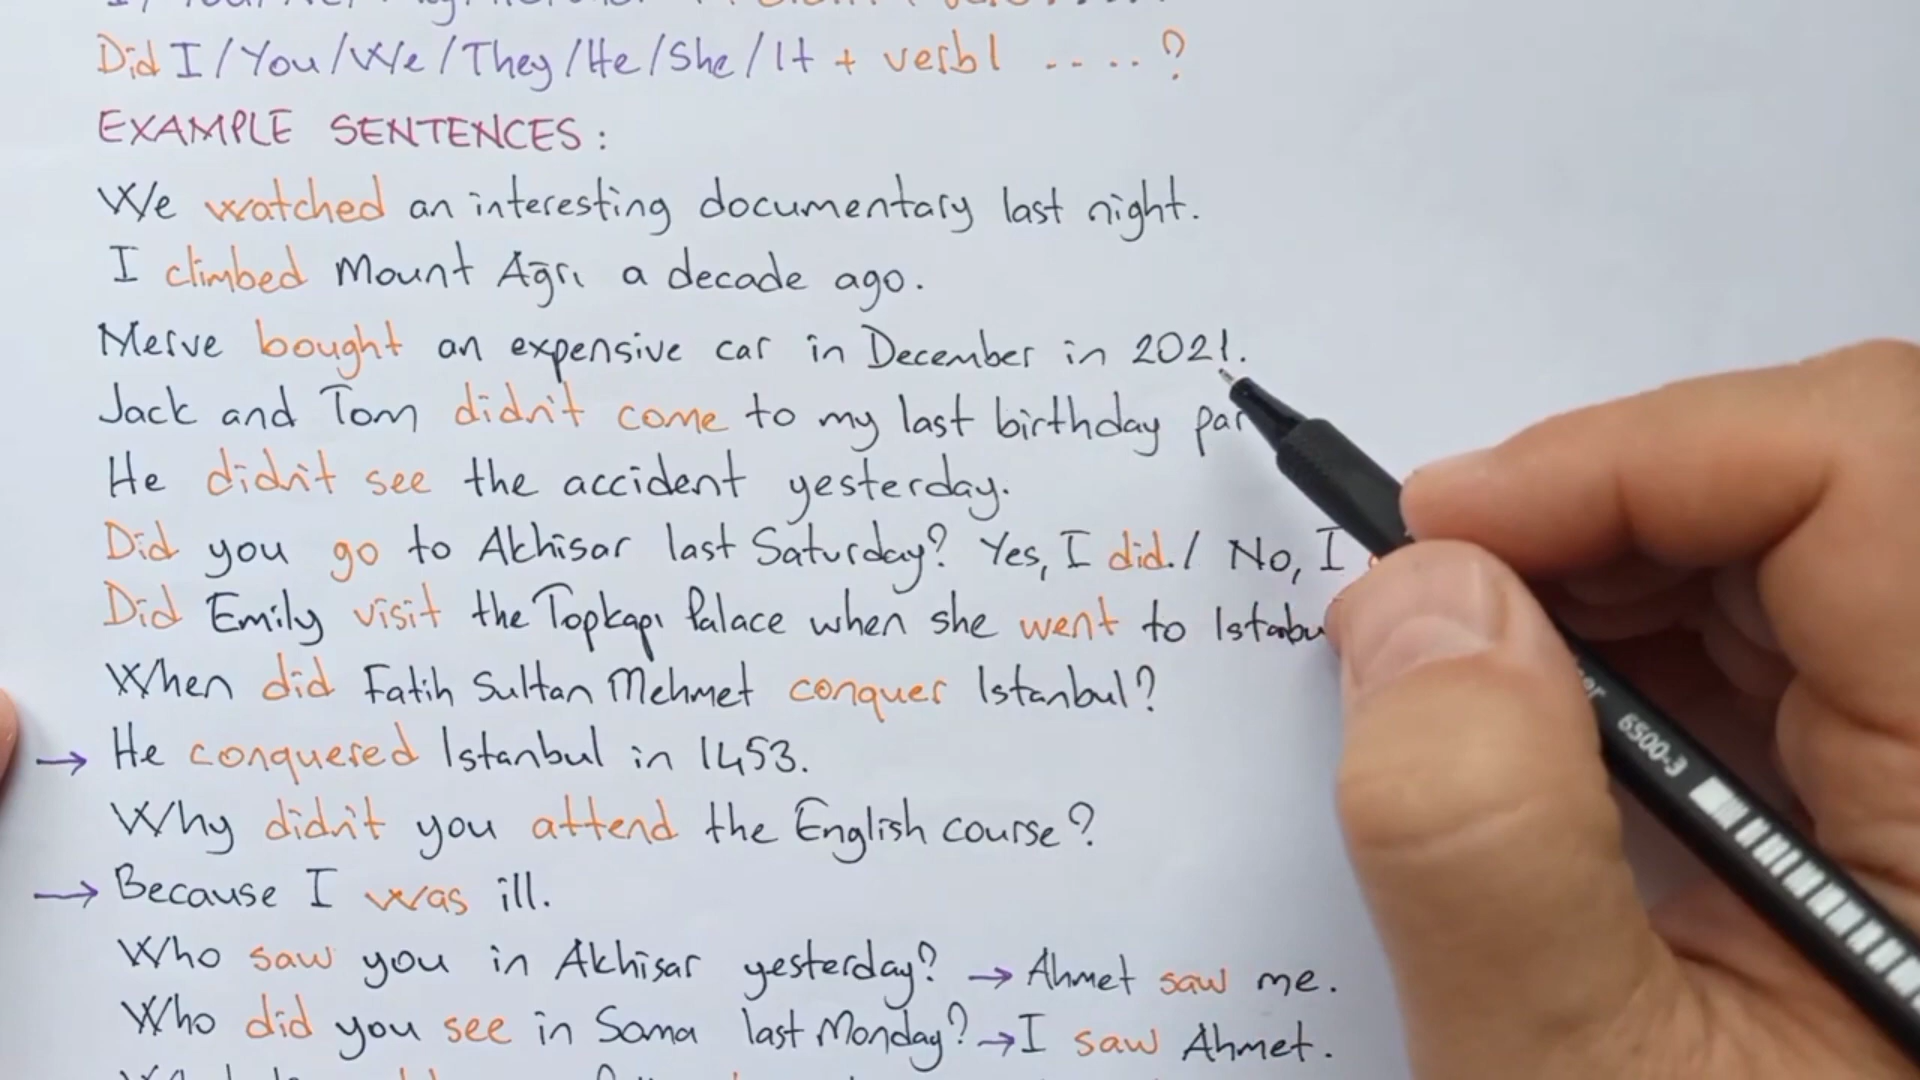 Did I/You/We/They/He/She/It + verb1 ....?
EXAMPLE SENTENCES:
We watched an interesting documentary last night.
I climbed Mount Ağrı a decade ago.
Merve bought an expensive car in December in 2021.
Jack and Tom didn't come to my last birthday par
He didn't see the accident yesterday.
Did you go to Akhisar last Saturday? Yes, I did. / No, I
Did Emily visit the Topkapı Palace when she went to Istanbu
When did Fatih Sultan Mehmet conquer Istanbul?
→ He conquered Istanbul in 1453.
Why didn't you attend the English course?
→ Because I was ill.
Who saw you in Akhisar yesterday? → Ahmet saw me.
Who did you see in Soma last Monday? → I saw Ahmet.
6500-3